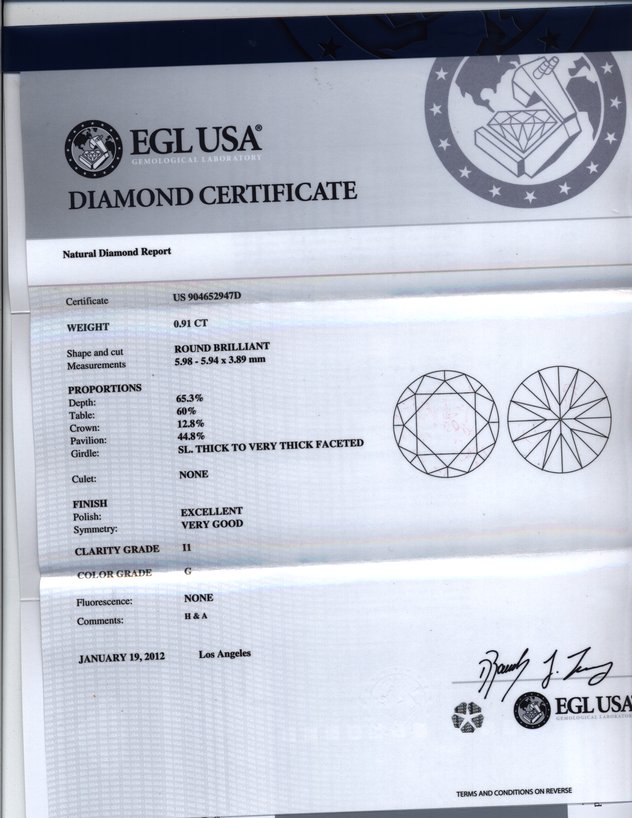 EGL USA®
GEMOLOGICAL LABORATORY
DIAMOND CERTIFICATE
Natural Diamond Report
Certificate US 904652947D
WEIGHT 0.91 CT
Shape and cut ROUND BRILLIANT
Measurements 5.98 - 5.94 x 3.89 mm
PROPORTIONS
Depth: 65.3%
Table: 60%
Crown: 12.8%
Pavilion: 44.8%
Girdle: SL. THICK TO VERY THICK FACETED
Culet: NONE
FINISH
Polish: EXCELLENT
Symmetry: VERY GOOD
CLARITY GRADE I1
COLOR GRADE G
Fluorescence: NONE
Comments: H & A
JANUARY 19, 2012 Los Angeles
EGL USA
GEMOLOGICAL LABORATOR
TERMS AND CONDITIONS ON REVERSE